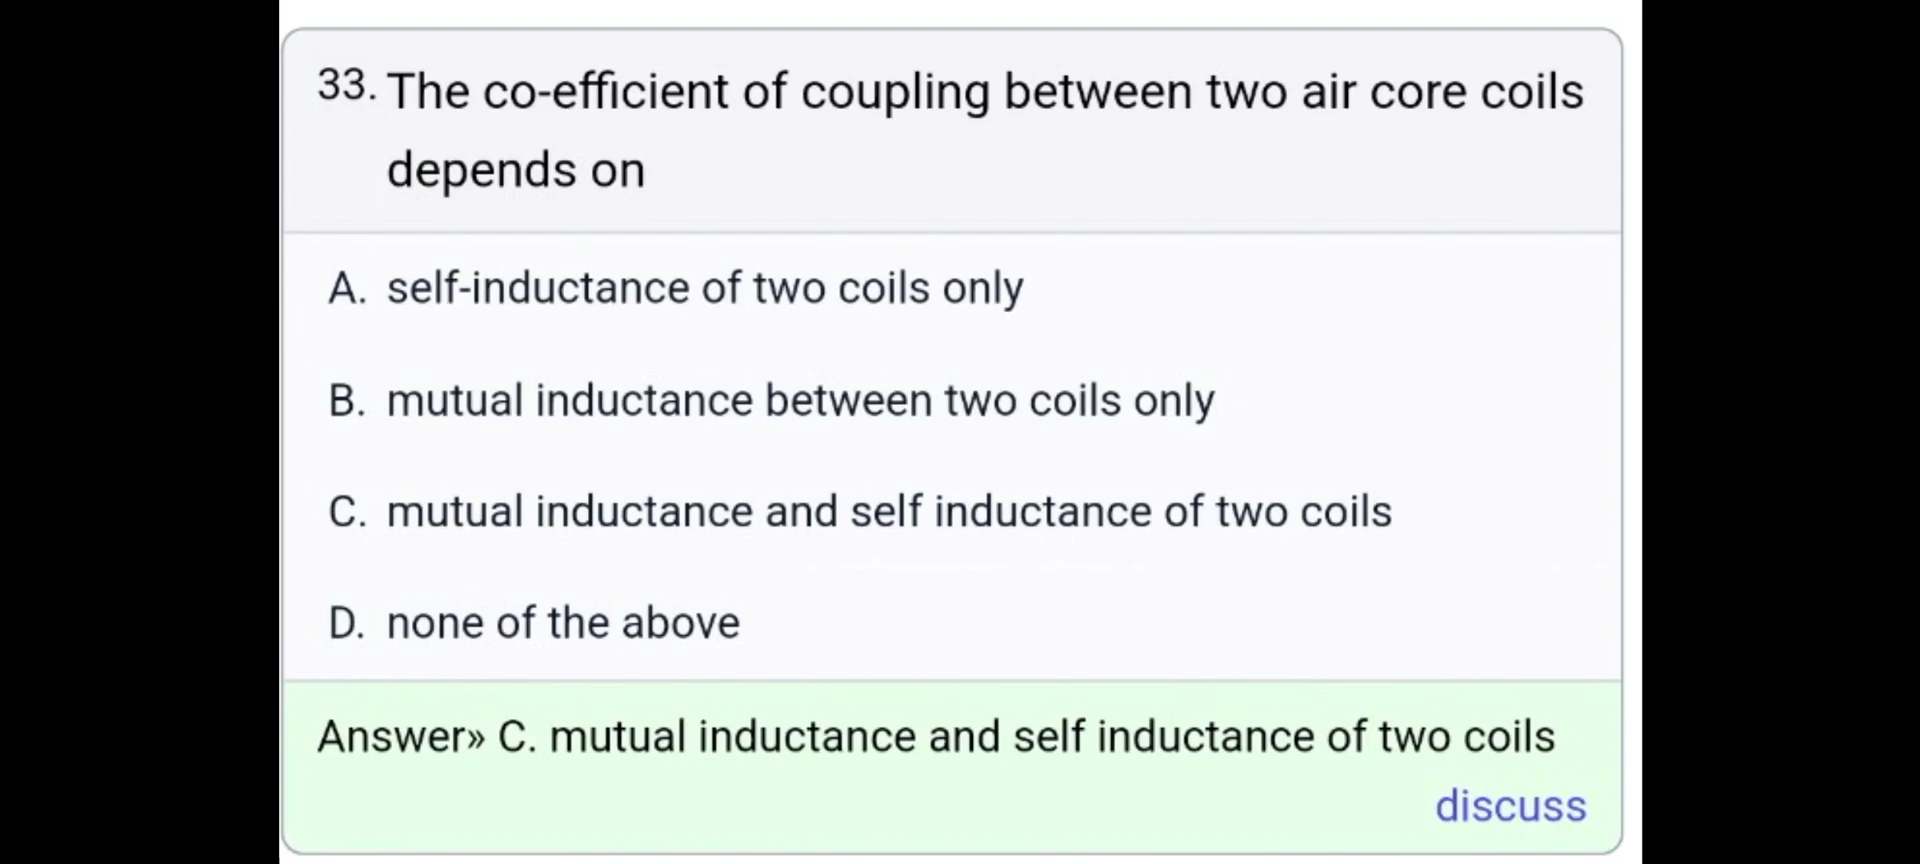 33. The co-efficient of coupling between two air core coils
depends on
A. self-inductance of two coils only
B. mutual inductance between two coils only
C. mutual inductance and self inductance of two coils
D. none of the above
Answer» C. mutual inductance and self inductance of two coils
discuss